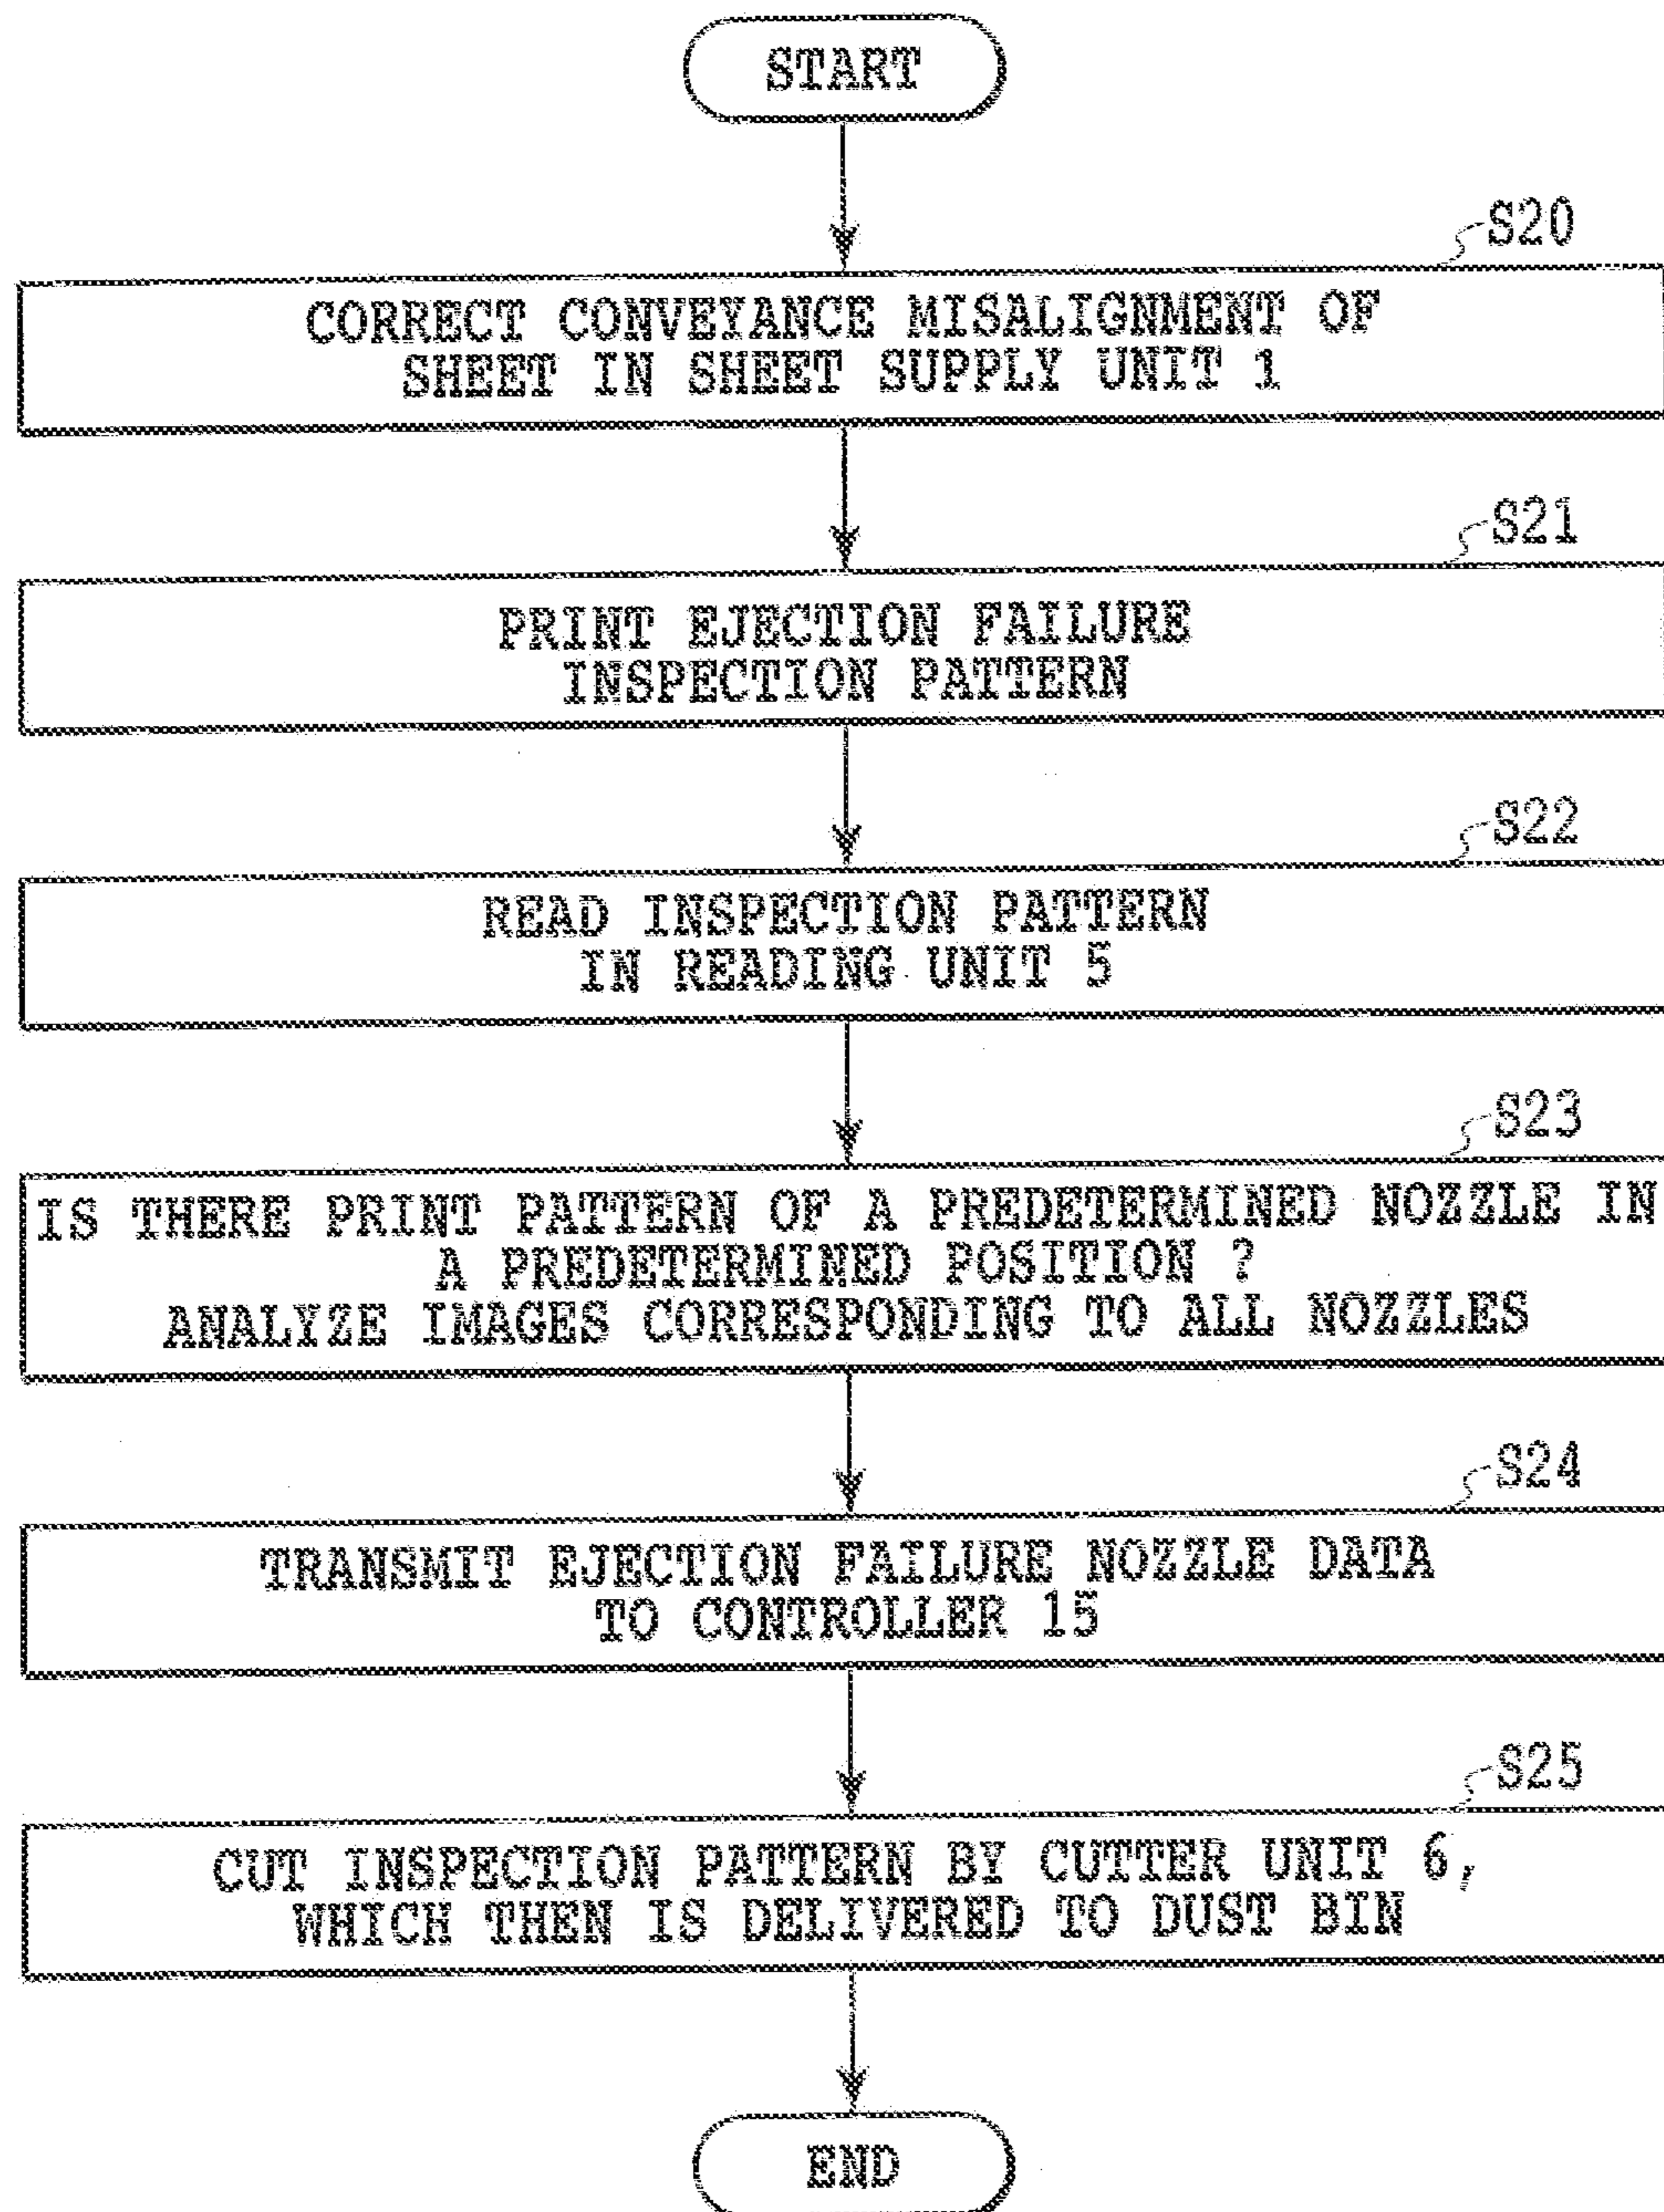 START
S20
CORRECT CONVEYANCE MISALIGNMENT OF
SHEET IN SHEET SUPPLY UNIT 1
S21
PRINT EJECTION FAILURE
INSPECTION PATTERN
S22
READ INSPECTION PATTERN
IN READING UNIT 5
S23
IS THERE PRINT PATTERN OF A PREDETERMINED NOZZLE IN
A PREDETERMINED POSITION ?
ANALYZE IMAGES CORRESPONDING TO ALL NOZZLES
S24
TRANSMIT EJECTION FAILURE NOZZLE DATA
TO CONTROLLER 15
S25
CUT INSPECTION PATTERN BY CUTTER UNIT 6,
WHICH THEN IS DELIVERED TO DUST BIN
END